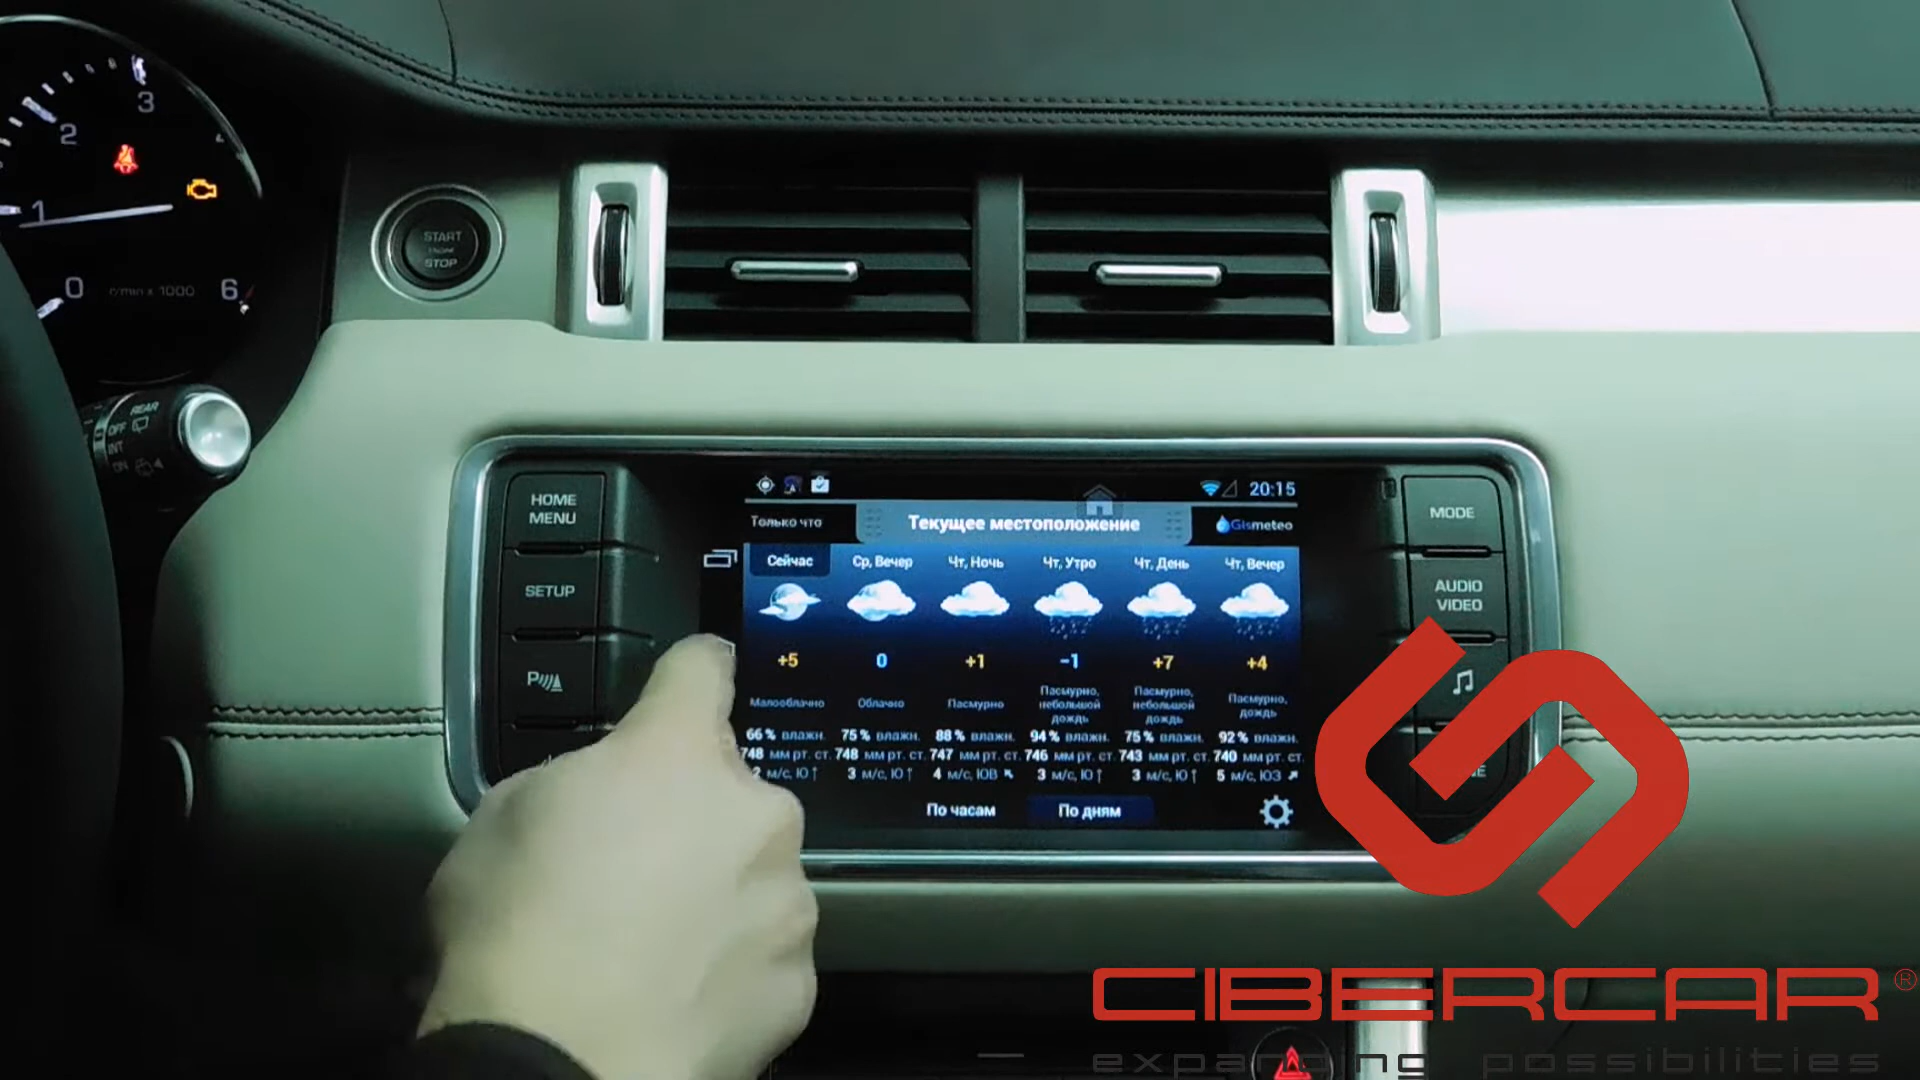 3
2
4
1
0 r/min x 1000 6
START
ENGINE
STOP
REAR
OFF
INT
HOME
MENU
SETUP
P
MODE
AUDIO
VIDEO
20:15
Только что
Текущее местоположение
Gismeteo
Сейчас Ср, Вечер Чт, Ночь Чт, Утро Чт, День Чт, Вечер
+5 0 +1 -1 +7 +4
Малооблачно Облачно Пасмурно Пасмурно, небольшой дождь Пасмурно, небольшой дождь Пасмурно, дождь
66 % влажн. 75 % влажн. 88 % влажн. 94 % влажн. 75 % влажн. 92 % влажн.
748 мм рт. ст. 748 мм рт. ст. 747 мм рт. ст. 746 мм рт. ст. 743 мм рт. ст. 740 мм рт. ст.
2 м/с, Ю↑ 3 м/с, Ю↑ 4 м/с, ЮВ↖ 3 м/с, Ю↑ 3 м/с, Ю↑ 5 м/с, ЮЗ↗
По часам По дням
CIBERCAR®
expanding possibilities